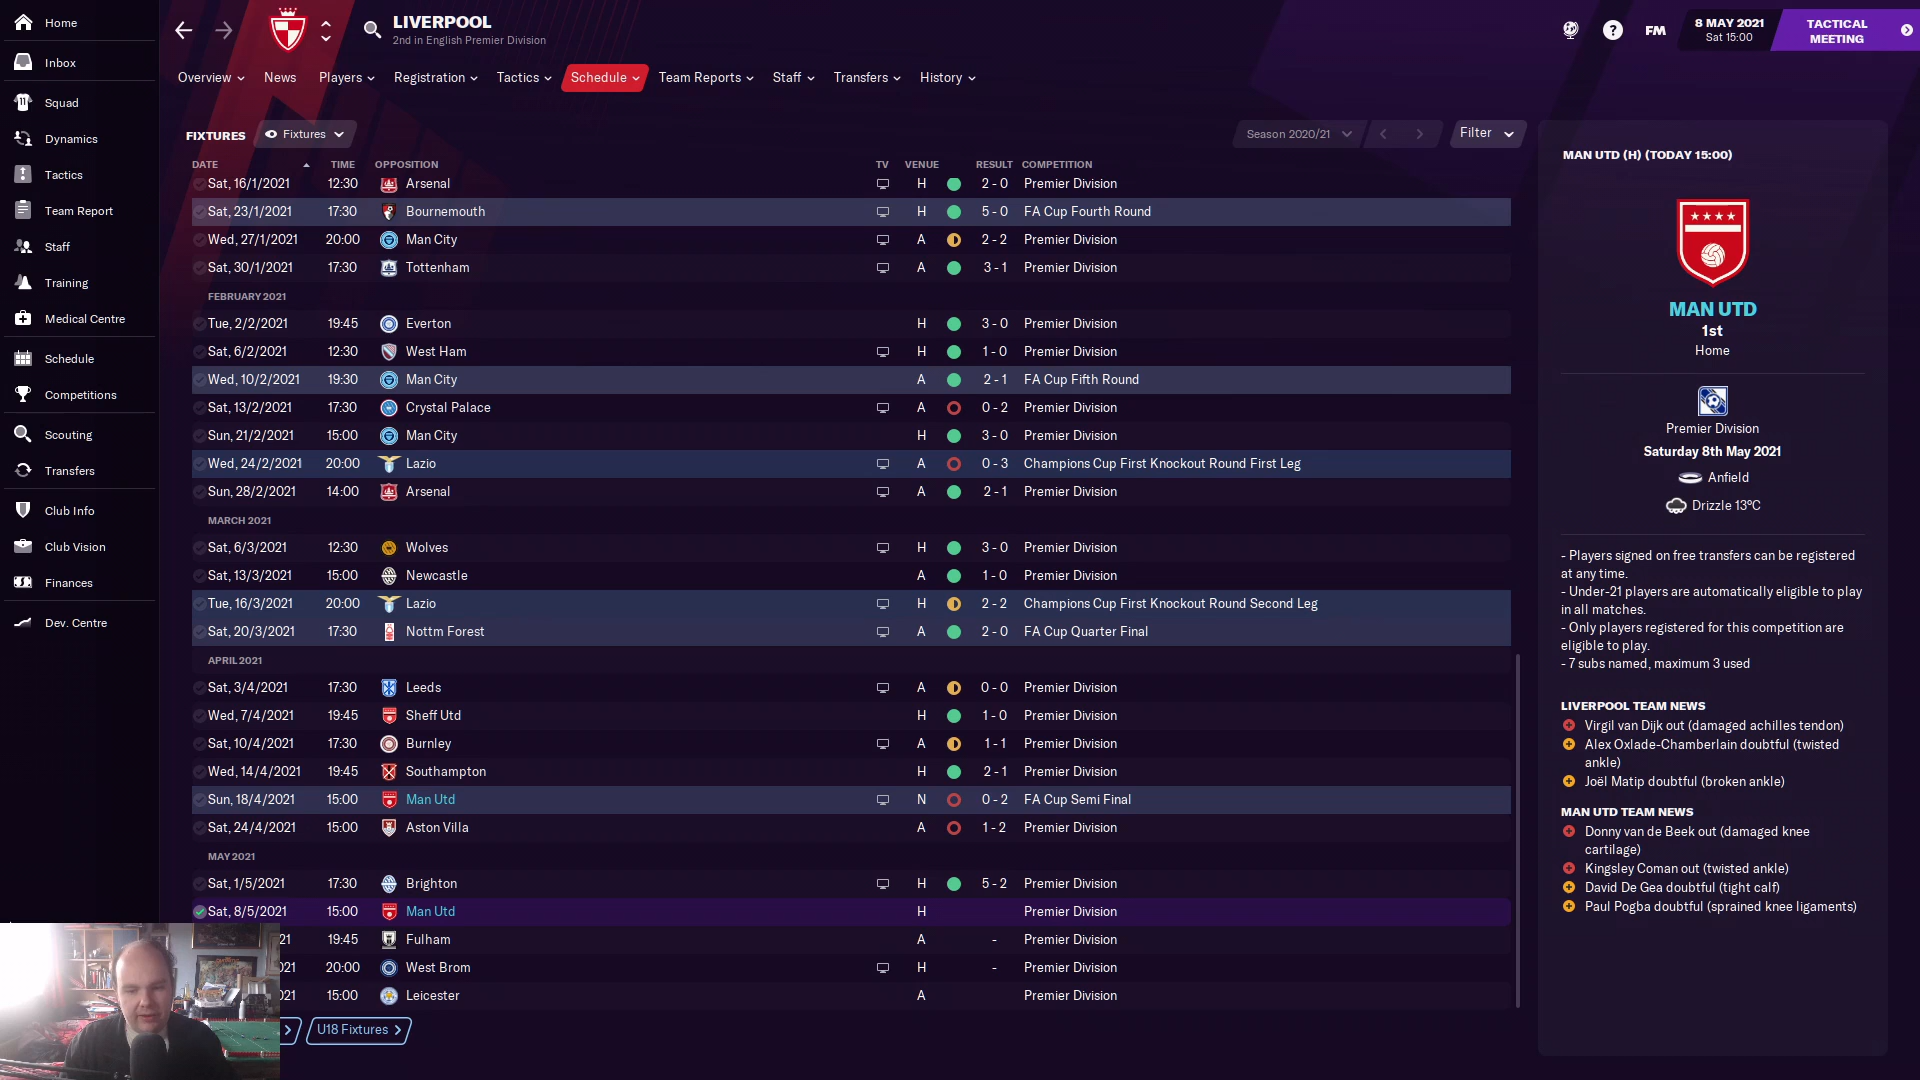 Home
Inbox
Squad
Dynamics
Tactics
Team Report
Staff
Training
Medical Centre
Schedule
Competitions
Scouting
Transfers
Club Info
Club Vision
Finances
Dev. Centre
LIVERPOOL
2nd in English Premier Division
FM
8 MAY 2021
Sat 15:00
TACTICAL
MEETING
Overview News Players Registration Tactics Schedule Team Reports Staff Transfers History
FIXTURES Fixtures Season 2020/21 Filter
DATE TIME OPPOSITION TV VENUE RESULT COMPETITION
Sat, 16/1/2021 12:30 Arsenal H 2 - 0 Premier Division
Sat, 23/1/2021 17:30 Bournemouth H 5 - 0 FA Cup Fourth Round
Wed, 27/1/2021 20:00 Man City A 2 - 2 Premier Division
Sat, 30/1/2021 17:30 Tottenham A 3 - 1 Premier Division
FEBRUARY 2021
Tue, 2/2/2021 19:45 Everton H 3 - 0 Premier Division
Sat, 6/2/2021 12:30 West Ham H 1 - 0 Premier Division
Wed, 10/2/2021 19:30 Man City A 2 - 1 FA Cup Fifth Round
Sat, 13/2/2021 17:30 Crystal Palace A 0 - 2 Premier Division
Sun, 21/2/2021 15:00 Man City H 3 - 0 Premier Division
Wed, 24/2/2021 20:00 Lazio A 0 - 3 Champions Cup First Knockout Round First Leg
Sun, 28/2/2021 14:00 Arsenal A 2 - 1 Premier Division
MARCH 2021
Sat, 6/3/2021 12:30 Wolves H 3 - 0 Premier Division
Sat, 13/3/2021 15:00 Newcastle A 1 - 0 Premier Division
Tue, 16/3/2021 20:00 Lazio H 2 - 2 Champions Cup First Knockout Round Second Leg
Sat, 20/3/2021 17:30 Nottm Forest A 2 - 0 FA Cup Quarter Final
APRIL 2021
Sat, 3/4/2021 17:30 Leeds A 0 - 0 Premier Division
Wed, 7/4/2021 19:45 Sheff Utd H 1 - 0 Premier Division
Sat, 10/4/2021 17:30 Burnley A 1 - 1 Premier Division
Wed, 14/4/2021 19:45 Southampton H 2 - 1 Premier Division
Sun, 18/4/2021 15:00 Man Utd N 0 - 2 FA Cup Semi Final
Sat, 24/4/2021 15:00 Aston Villa A 1 - 2 Premier Division
MAY 2021
Sat, 1/5/2021 17:30 Brighton H 5 - 2 Premier Division
Sat, 8/5/2021 15:00 Man Utd H Premier Division
21 19:45 Fulham A - Premier Division
021 20:00 West Brom H - Premier Division
021 15:00 Leicester A Premier Division
U18 Fixtures
MAN UTD (H) (TODAY 15:00)
MAN UTD
1st
Home
Premier Division
Saturday 8th May 2021
Anfield
Drizzle 13ºC
- Players signed on free transfers can be registered
at any time.
- Under-21 players are automatically eligible to play
in all matches.
- Only players registered for this competition are
eligible to play.
- 7 subs named, maximum 3 used
LIVERPOOL TEAM NEWS
Virgil van Dijk out (damaged achilles tendon)
Alex Oxlade-Chamberlain doubtful (twisted
ankle)
Joël Matip doubtful (broken ankle)
MAN UTD TEAM NEWS
Donny van de Beek out (damaged knee
cartilage)
Kingsley Coman out (twisted ankle)
David De Gea doubtful (tight calf)
Paul Pogba doubtful (sprained knee ligaments)